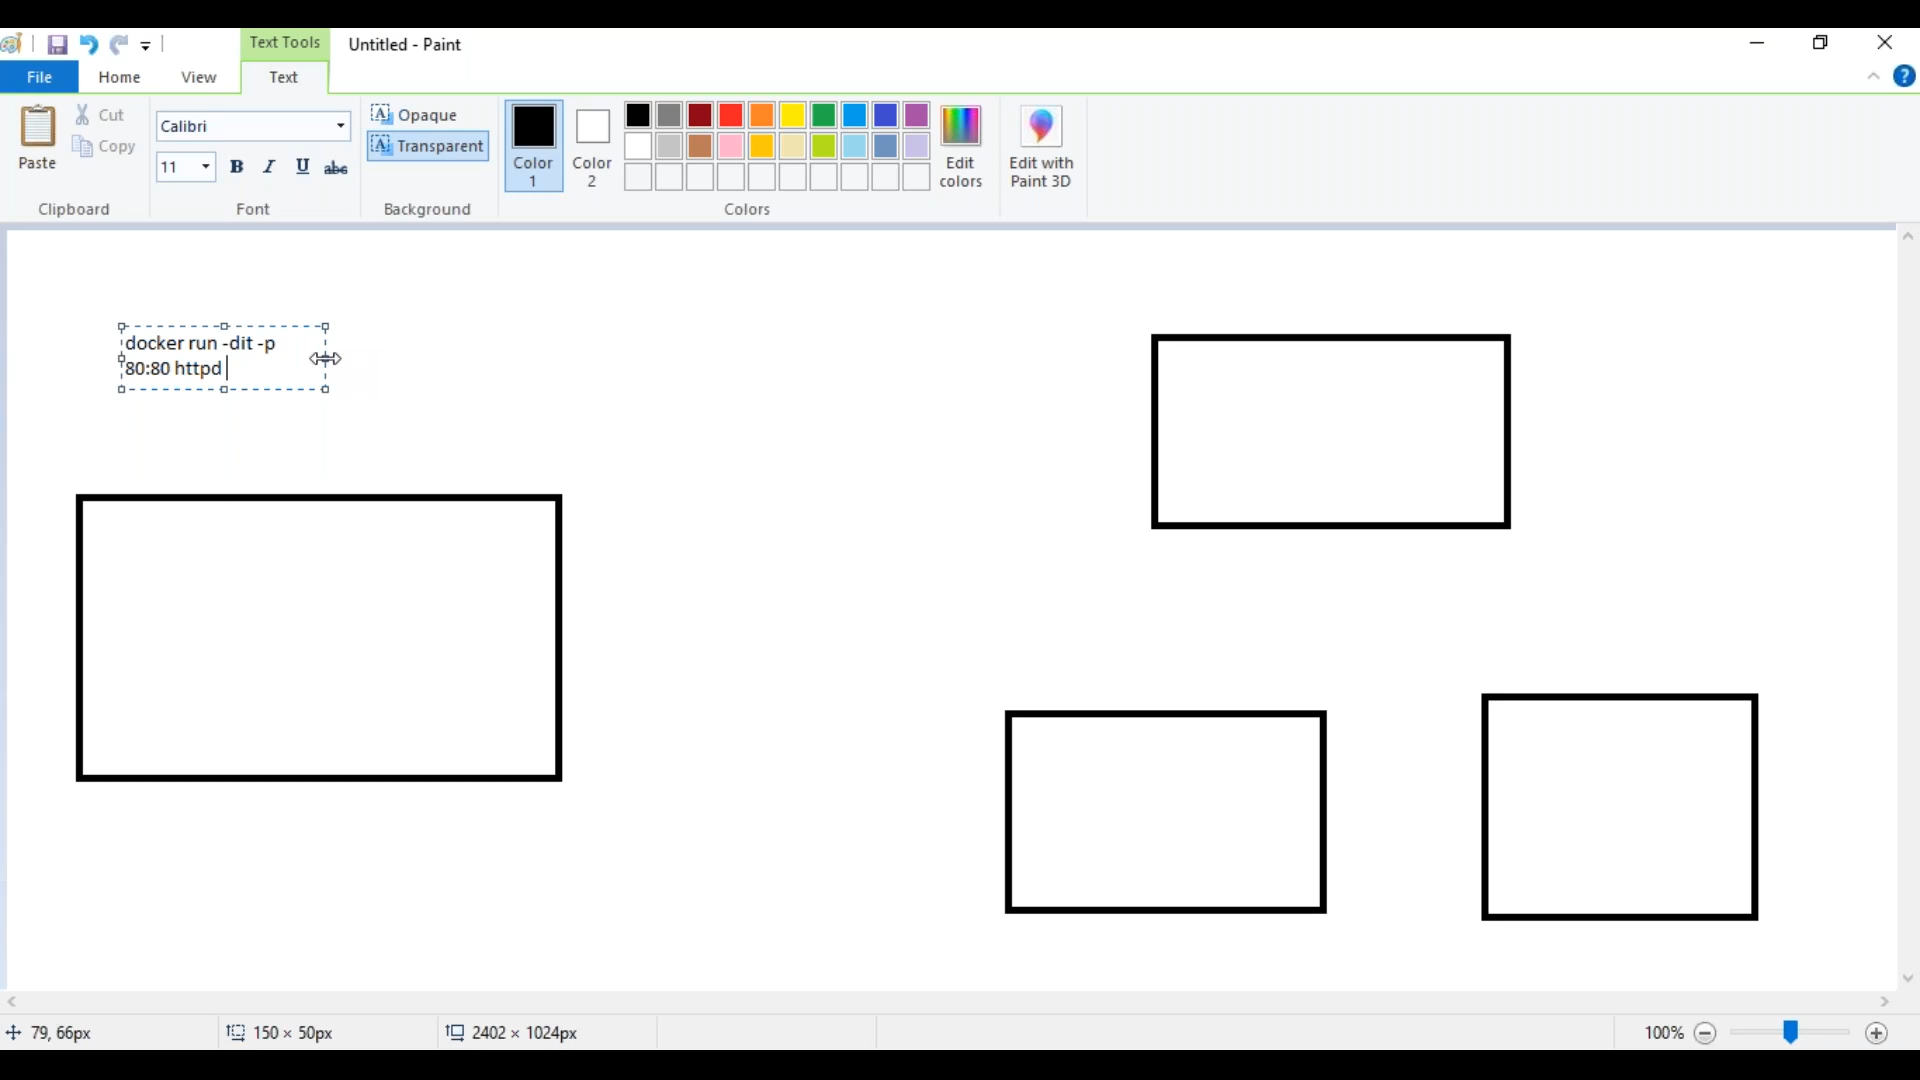 Text Tools
Untitled - Paint
File
Home
View
Text
Paste
Cut
Copy
Clipboard
Calibri
11
B I U abc
Font
Opaque
Transparent
Background
Color 1
Color 2
Colors
Edit colors
Edit with Paint 3D
?
docker run -dit -p
80:80 httpd
79, 66px
150 × 50px
2402 × 1024px
100%